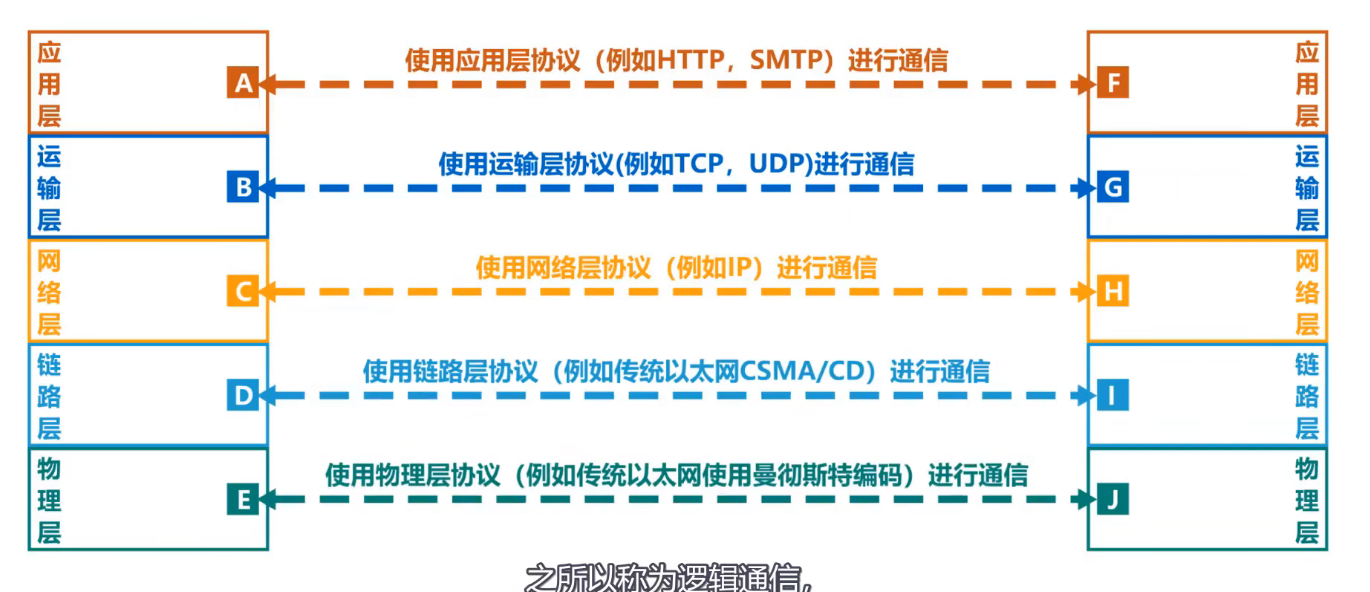 应用层
A
使用应用层协议（例如HTTP，SMTP）进行通信
F
应用层
运输层
B
使用运输层协议(例如TCP，UDP)进行通信
G
运输层
网络层
C
使用网络层协议（例如IP）进行通信
H
网络层
链路层
D
使用链路层协议（例如传统以太网CSMA/CD）进行通信
I
链路层
物理层
E
使用物理层协议（例如传统以太网使用曼彻斯特编码）进行通信
J
物理层
之所以称为逻辑通信，